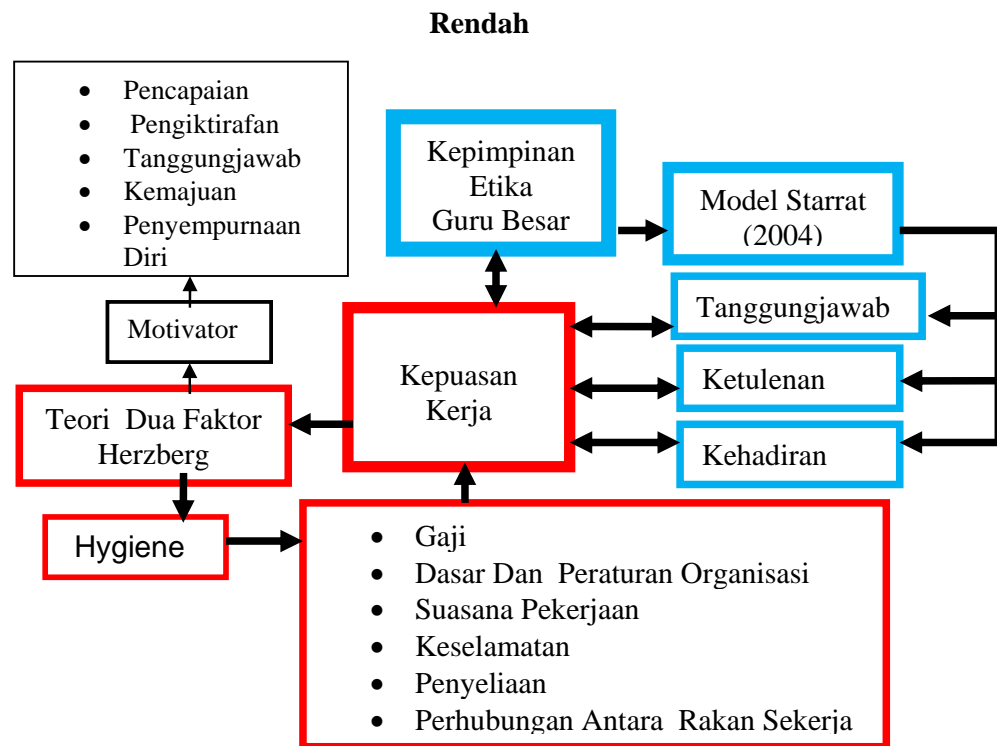 Rendah
• Pencapaian
• Pengiktirafan
• Tanggungjawab
• Kemajuan
• Penyempurnaan
Diri
Motivator
Teori Dua Faktor
Herzberg
Hygiene
Kepimpinan
Etika
Guru Besar
Kepuasan
Kerja
Model Starrat
(2004)
Tanggungjawab
Ketulenan
Kehadiran
• Gaji
• Dasar Dan Peraturan Organisasi
• Suasana Pekerjaan
• Keselamatan
• Penyeliaan
• Perhubungan Antara Rakan Sekerja